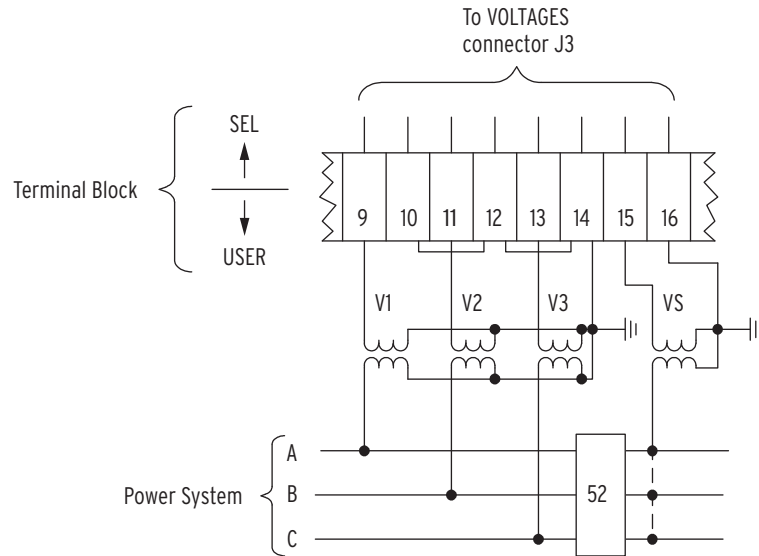 To VOLTAGES
connector J3
SEL
Terminal Block
USER
9 10 11 12 13 14 15 16
V1 V2 V3 VS
A
B
C
Power System
52